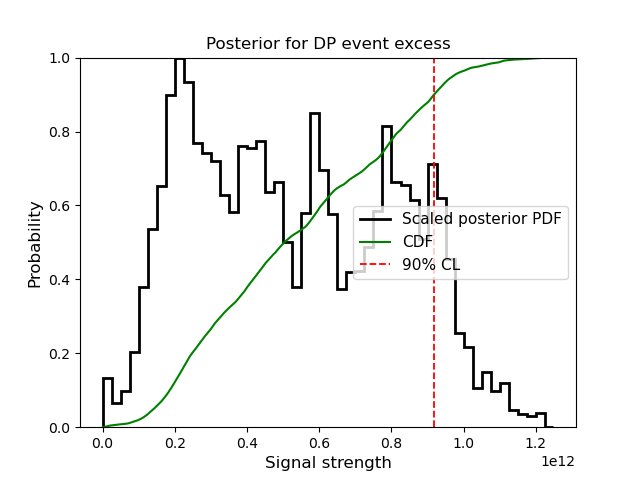 Posterior for DP event excess
Probability
1.0
0.8
0.6
0.4
0.2
0.0
Scaled posterior PDF
CDF
90% CL
0.0 0.2 0.4 0.6 0.8 1.0 1.2
1e12
Signal strength